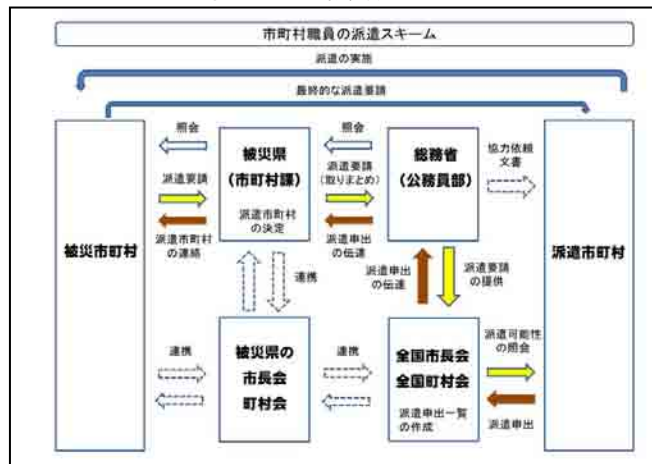 市町村職員の派遣スキーム
派遣の実施
最終的な派遣要請
被災市町村
照会
派遣要請
派遣市町村
の連絡
被災県
(市町村課)
派遣市町村
の決定
照会
派遣要請
(取りまとめ)
派遣申出
の伝達
総務省
(公務員部)
協力依頼
文書
派遣市町村
連携
派遣申出
の伝達
派遣要請
の提供
連携
被災県の
市長会
町村会
連携
全国市長会
全国町村会
派遣申出一覧
の作成
派遣可能性
の照会
派遣申出